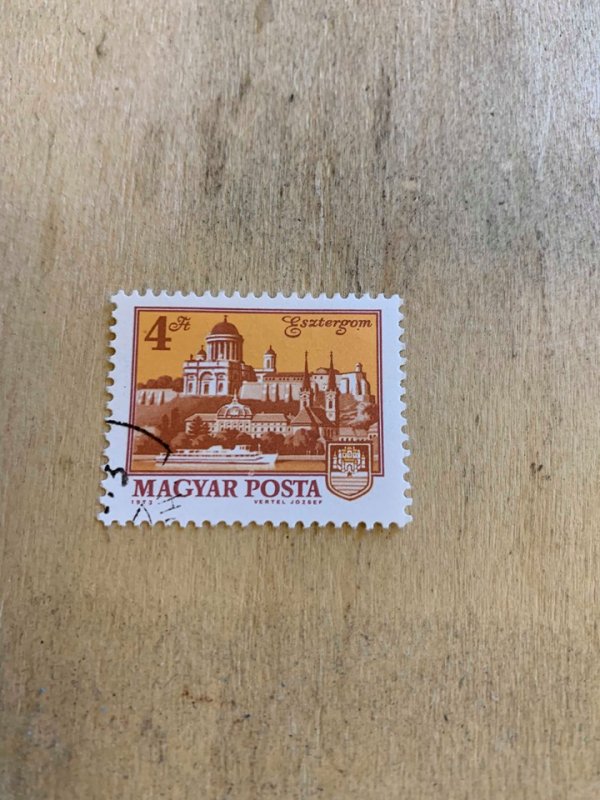 4 Ft
Esztergom
MAGYAR POSTA
1973 VERTEL JÓZSEF